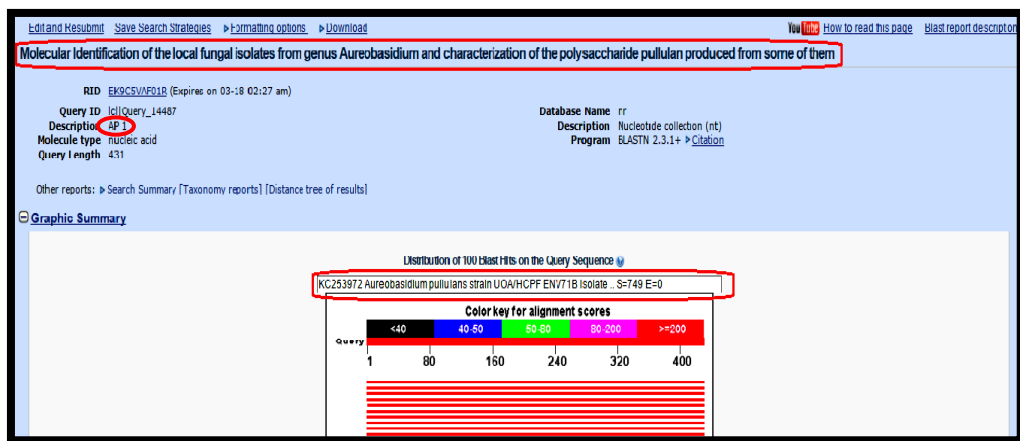 Edit and Resubmit Save Search Strategies ▶Formatting options ▶Download You Tube How to read this page Blast report description
Molecular Identification of the local fungal isolates from genus Aureobasidium and characterization of the polysaccharide pullulan produced from some of them
RID (Expires on 03-18 02:27 am)
Query ID lcl|Query_14487
Description AP 1
Molecule type nucleic acid
Query Length 431
Database Name
Description Nucleotide collection (nt)
Program BLASTN 2.3.1+ ▶Citation
Other reports: ▶Search Summary [Taxonomy reports] [Distance tree of results]
Graphic Summary
Distribution of 100 Blast Hits on the Query Sequence
KC253972 Aureobasidium pullulans strain UOA/HCPF ENV71B isolate .. S=749 E=0
Color key for alignment scores
<40 40-50 50-80 80-200 >=200
Query
1 80 160 240 320 400